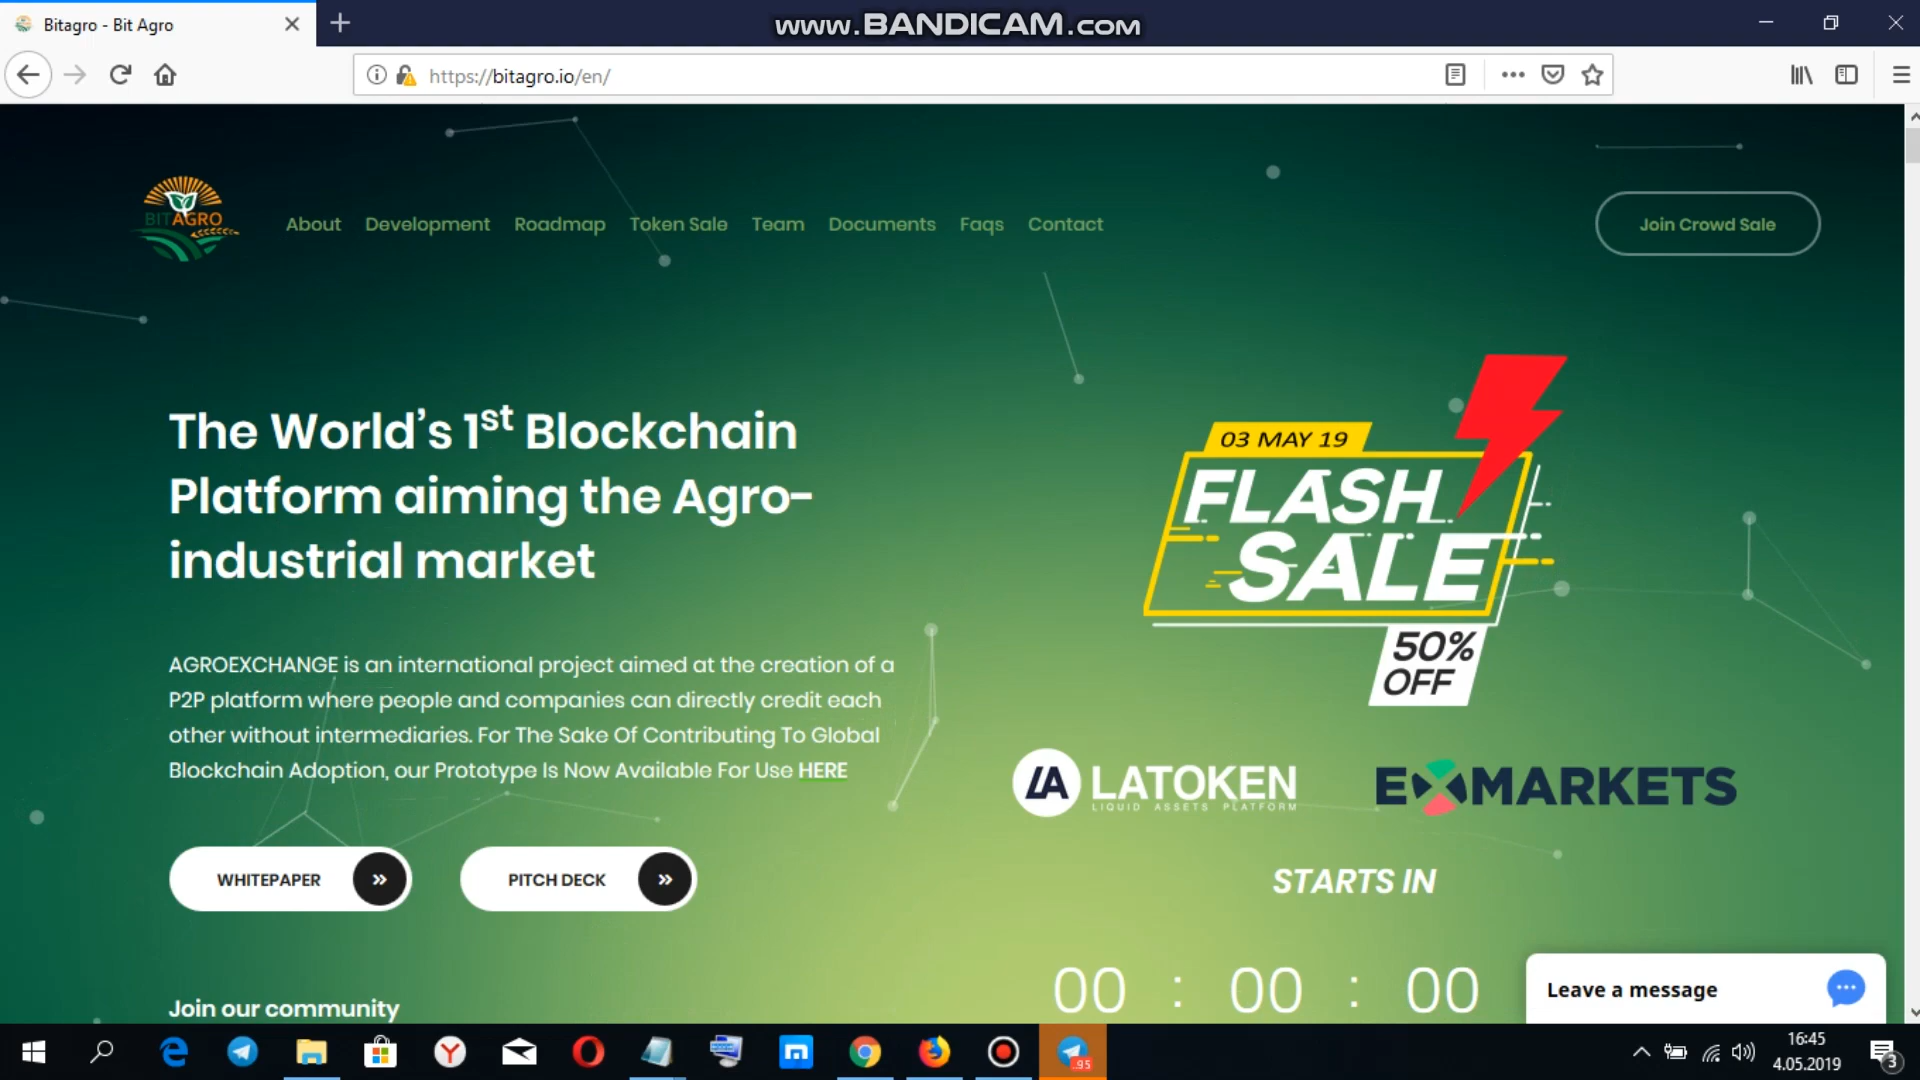 Bitagro - Bit Agro
www.BANDICAM.com
https://bitagro.io/en/
BITAGRO
About
Development
Roadmap
Token Sale
Team
Documents
Faqs
Contact
Join Crowd Sale
The World's 1st Blockchain
Platform aiming the Agro-
industrial market
AGROEXCHANGE is an international project aimed at the creation of a
P2P platform where people and companies can directly credit each
other without intermediaries. For The Sake Of Contributing To Global
Blockchain Adoption, our Prototype Is Now Available For Use HERE
WHITEPAPER
PITCH DECK
Join our community
03 MAY 19
FLASH
SALE
50%
OFF
LATOKEN
LIQUID ASSETS PLATFORM
EXMARKETS
STARTS IN
00 : 00 : 00
Leave a message
95
16:45
4.05.2019
3